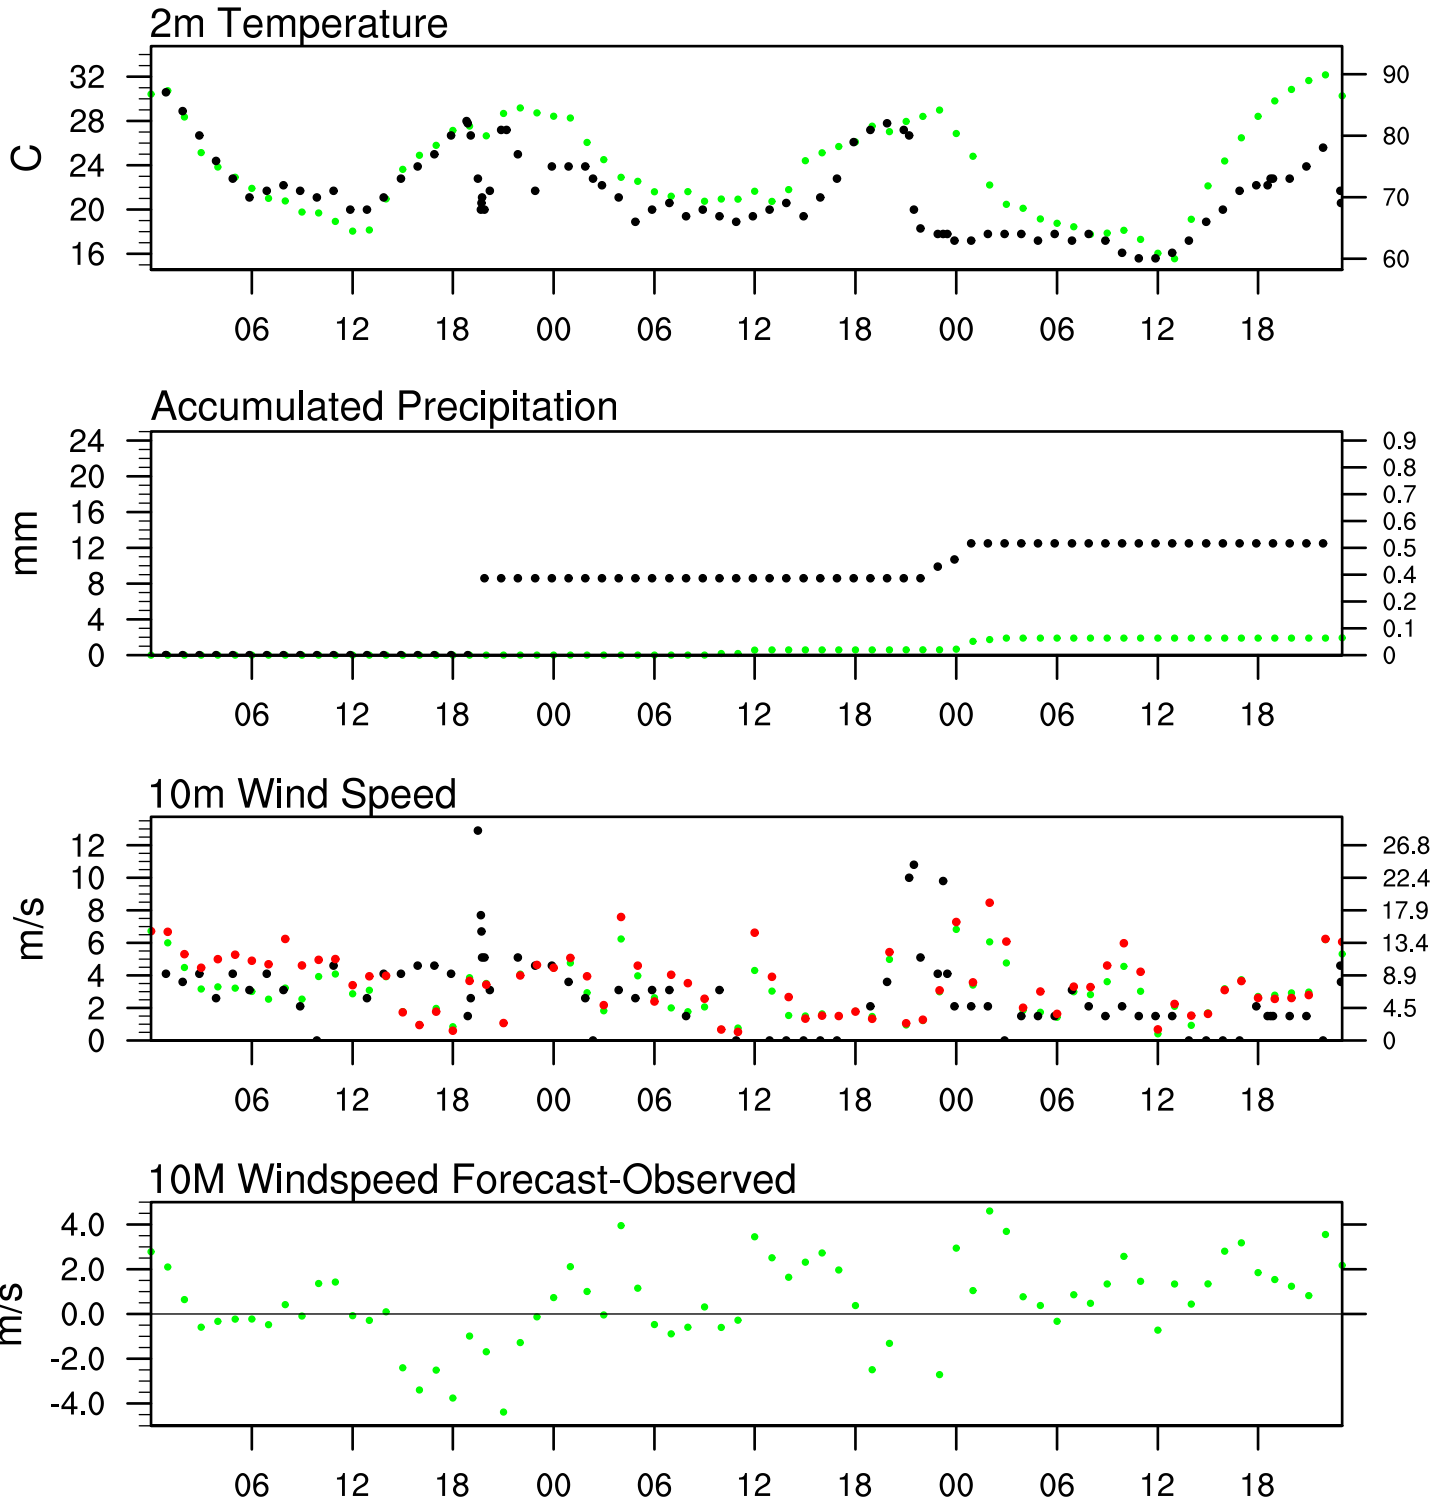 2m Temperature
32 90
28 80
24
20 70
16 60
C
06 12 18 00 06 12 18 00 06 12 18
Accumulated Precipitation
24 0.9
20 0.8
0.7
16 0.6
12 0.5
8 0.4
0.2
4 0.1
0 0
mm
06 12 18 00 06 12 18 00 06 12 18
10m Wind Speed
12 26.8
10 22.4
8 17.9
6 13.4
4 8.9
2 4.5
0 0
m/s
06 12 18 00 06 12 18 00 06 12 18
10M Windspeed Forecast-Observed
4.0
2.0
0.0
-2.0
-4.0
m/s
06 12 18 00 06 12 18 00 06 12 18